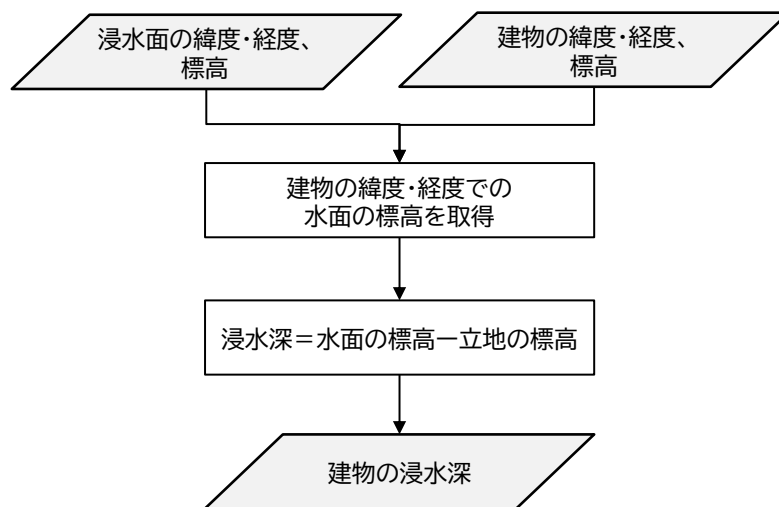 浸水面の緯度・経度、
標高
建物の緯度・経度、
標高
建物の緯度・経度での
水面の標高を取得
浸水深＝水面の標高ー立地の標高
建物の浸水深